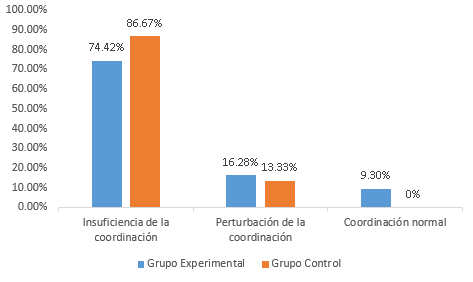 100.00%
90.00%
80.00%
70.00%
60.00%
50.00%
40.00%
30.00%
20.00%
10.00%
0.00%
74.42%
86.67%
16.28%
13.33%
9.30%
0%
Insuficiencia de la
coordinación
Perturbación de la
coordinación
Coordinación normal
Grupo Experimental
Grupo Control